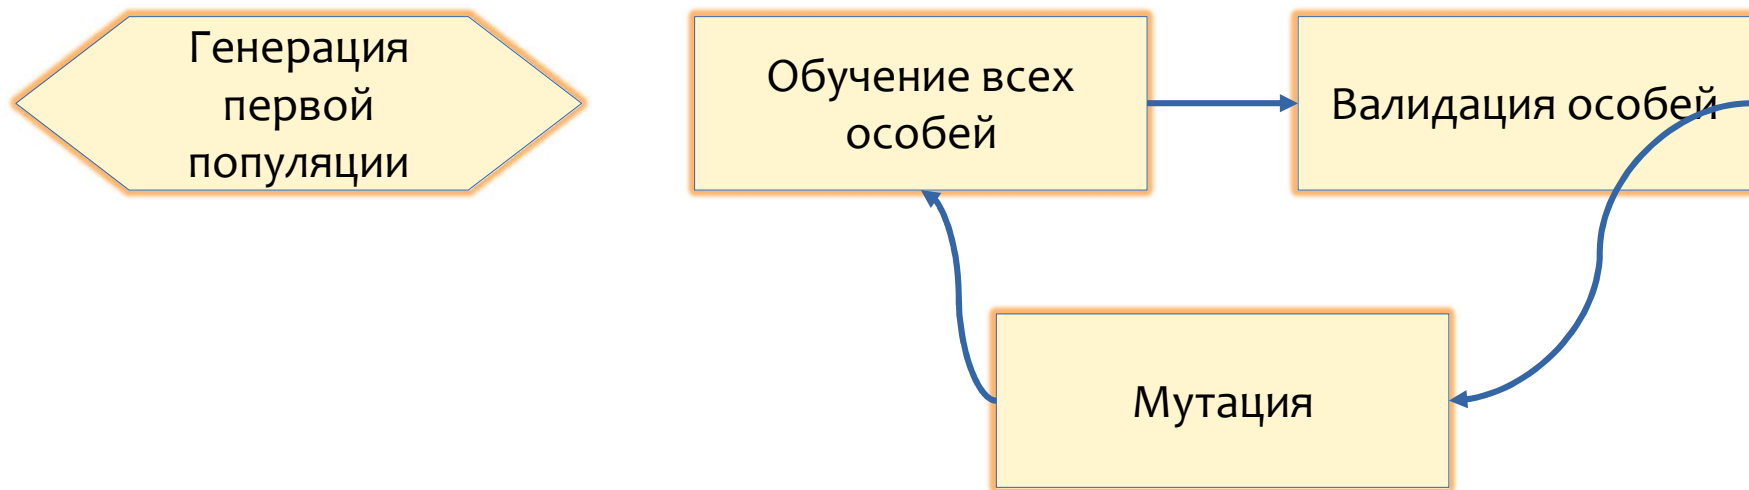 Генерация
первой
популяции
Обучение всех
особей
Валидация особей
Мутация